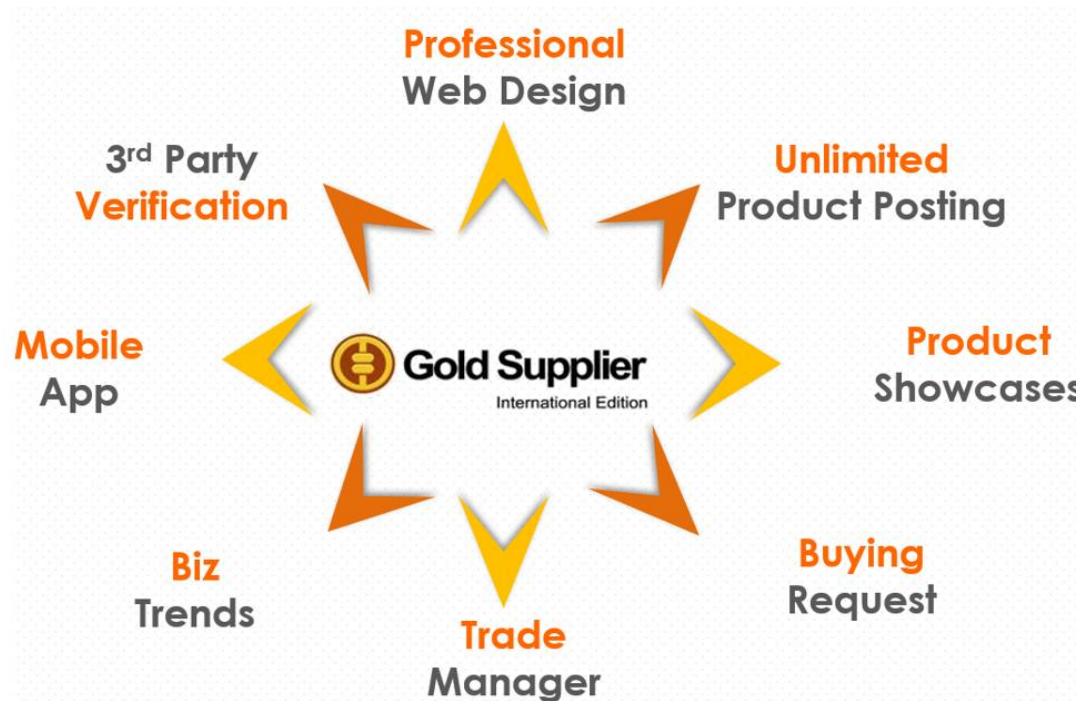 Professional
Web Design
3rd Party
Verification
Unlimited
Product Posting
Mobile
App
Gold Supplier
International Edition
Product
Showcases
Biz
Trends
Trade
Manager
Buying
Request